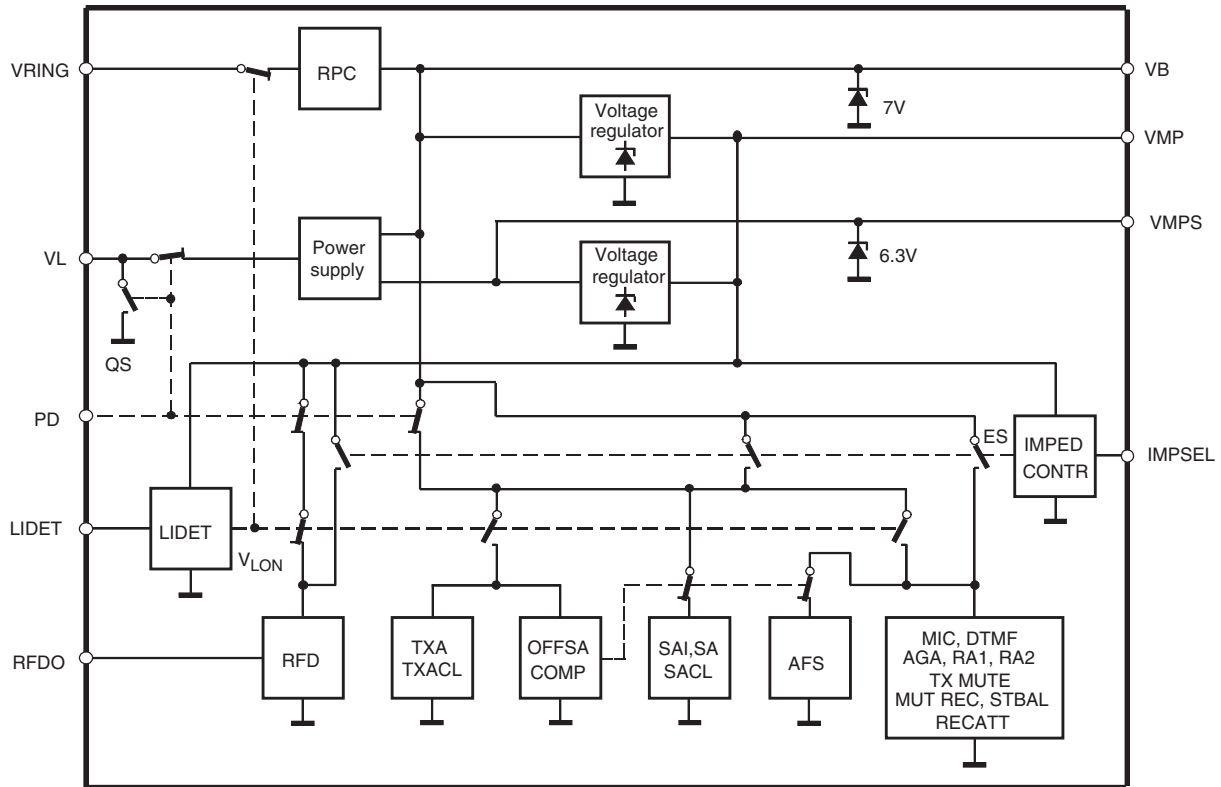 VRING
RPC
VB
7V
Voltage
regulator
VMP
VMPS
VL
Power
supply
Voltage
regulator
6.3V
QS
PD
ES
IMPED
CONTR
IMPSEL
LIDET
LIDET
VLON
RFDO
RFD
TXA
TXACL
OFFSA
COMP
SAI,SA
SACL
AFS
MIC, DTMF
AGA, RA1, RA2
TX MUTE
MUT REC, STBAL
RECATT